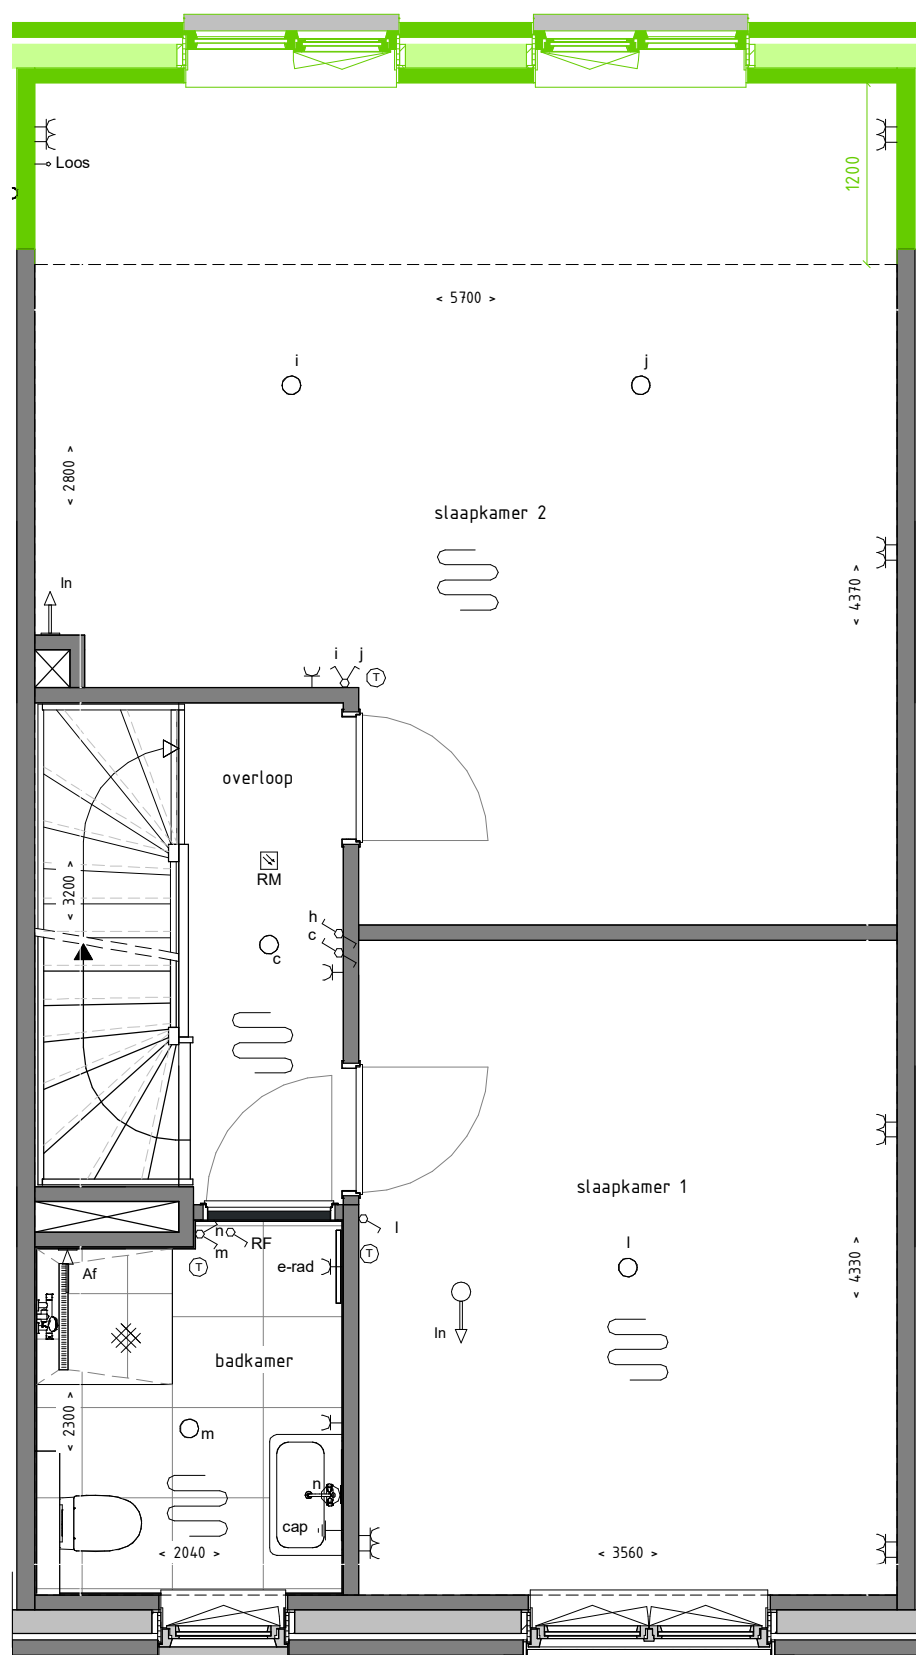 Loos
1200
< 5700 >
i
j
< 2800 >
slaapkamer 2
In
< 4370 >
i
j
T
overloop
RM
< 3200 >
h
c
c
slaapkamer 1
l
n
RF
m
T
T
e-rad
Af
l
< 4330 >
In
badkamer
< 2300 >
m
n
cap
< 2040 >
< 3560 >